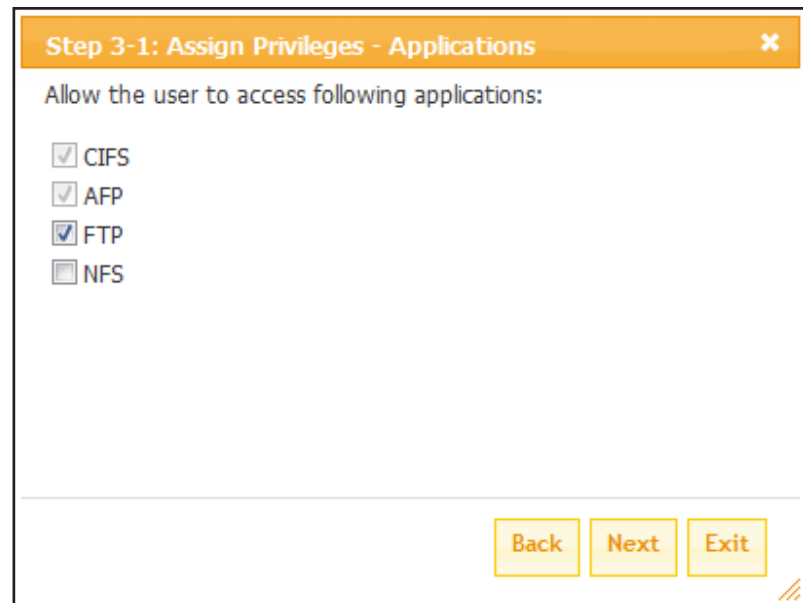 Step 3-1: Assign Privileges - Applications
Allow the user to access following applications:
CIFS
AFP
FTP
NFS
Back Next Exit